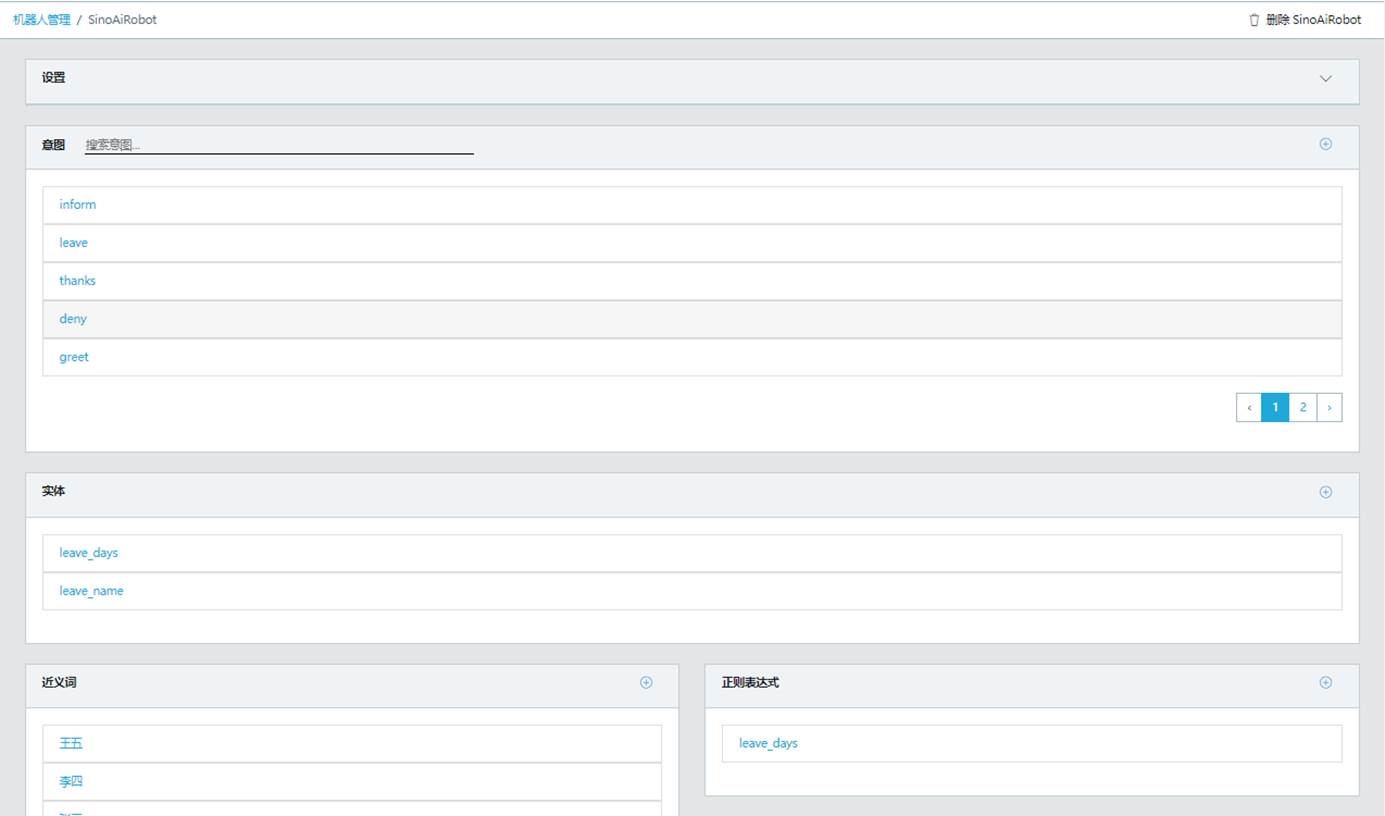 机器人管理 / SinoAiRobot
删除 SinoAiRobot
设置
意图 搜索意图...
inform
leave
thanks
deny
greet
‹ 1 2 ›
实体
leave_days
leave_name
近义词
王五
李四
正则表达式
leave_days